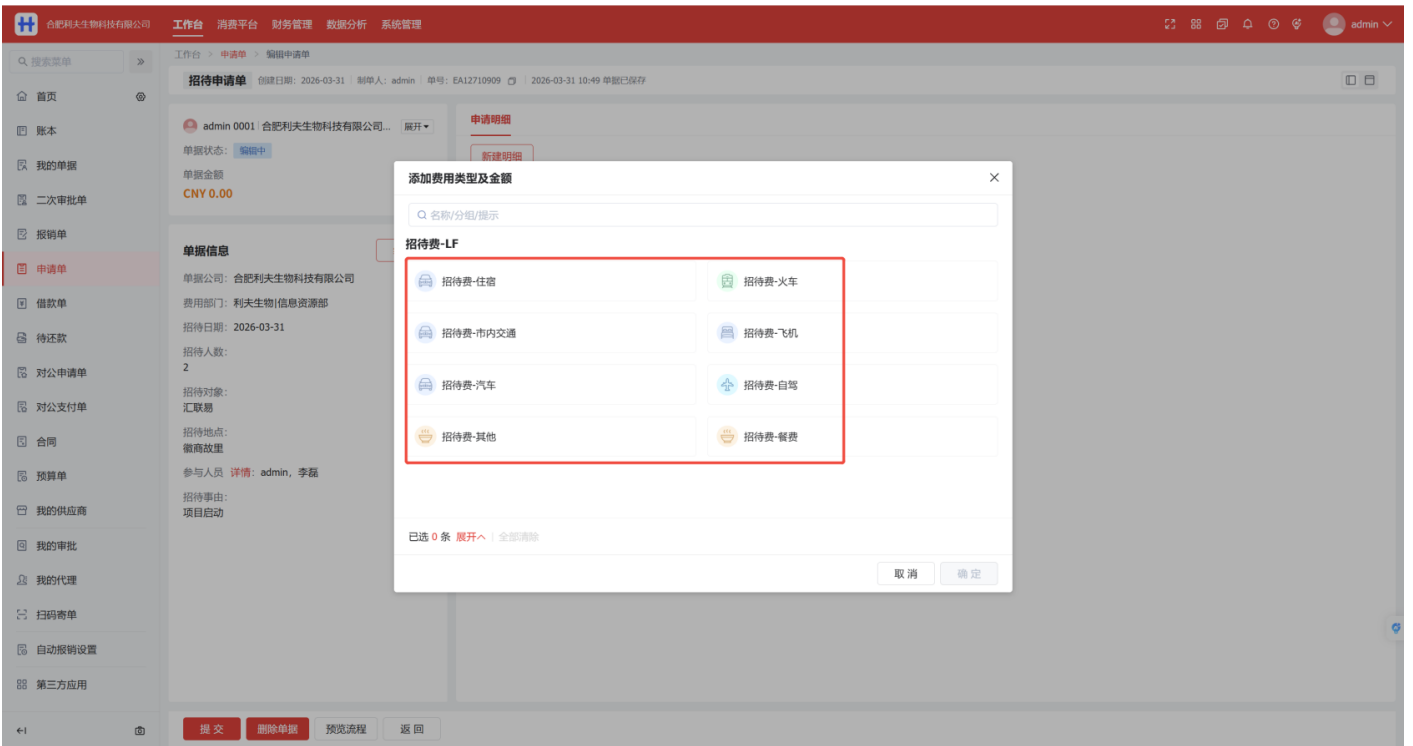 合肥利夫生物科技有限公司 工作台 消费平台 财务管理 数据分析 系统管理 admin
搜索菜单
工作台 > 申请单 > 编辑申请单
招待申请单 创建日期: 2026-03-31 制单人: admin 单号: EA12710909 2026-03-31 10:49 单据已保存
首页
账本
我的单据
二次审批单
报销单
申请单
借款单
待还款
对公申请单
对公支付单
合同
预算单
我的供应商
我的审批
我的代理
扫码寄单
自动报销设置
第三方应用
admin 0001 合肥利夫生物科技有限公司... 展开
单据状态: 编辑中
单据金额
CNY 0.00
单据信息
单据公司: 合肥利夫生物科技有限公司
费用部门: 利夫生物|信息资源部
招待日期: 2026-03-31
招待人数:
2
招待对象:
汇联易
招待地点:
徽商故里
参与人员 详情: admin, 李磊
招待事由:
项目启动
申请明细
新建明细
添加费用类型及金额
名称/分组/提示
招待费-LF
招待费-住宿 招待费-火车
招待费-市内交通 招待费-飞机
招待费-汽车 招待费-自驾
招待费-其他 招待费-餐费
已选 0 条 展开 全部清除
取消 确定
提交 删除单据 预览流程 返回